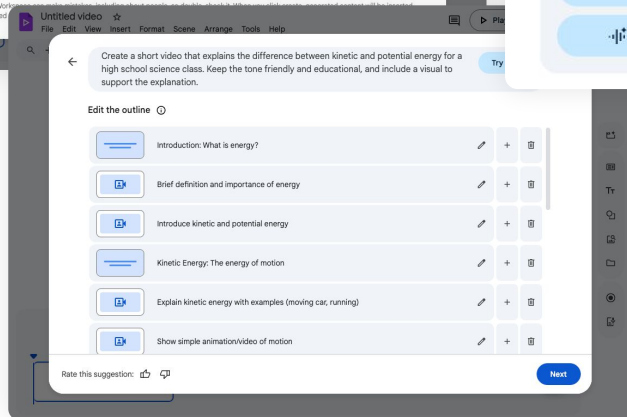 Untitled video
File Edit View Insert Format Scene Arrange Tools Help
Create a short video that explains the difference between kinetic and potential energy for a
high school science class. Keep the tone friendly and educational, and include a visual to
support the explanation.
Try
Edit the outline
Introduction: What is energy?
Brief definition and importance of energy
Introduce kinetic and potential energy
Kinetic Energy: The energy of motion
Explain kinetic energy with examples (moving car, running)
Show simple animation/video of motion
Rate this suggestion:
Next